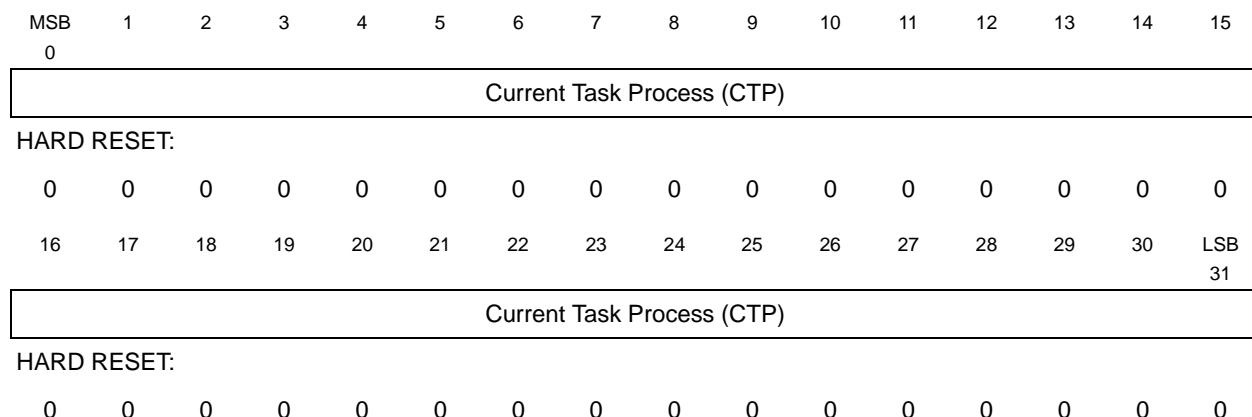 MSB 1 2 3 4 5 6 7 8 9 10 11 12 13 14 15
0
Current Task Process (CTP)
HARD RESET:
0 0 0 0 0 0 0 0 0 0 0 0 0 0 0 0
16 17 18 19 20 21 22 23 24 25 26 27 28 29 30 LSB
31
Current Task Process (CTP)
HARD RESET:
0 0 0 0 0 0 0 0 0 0 0 0 0 0 0 0